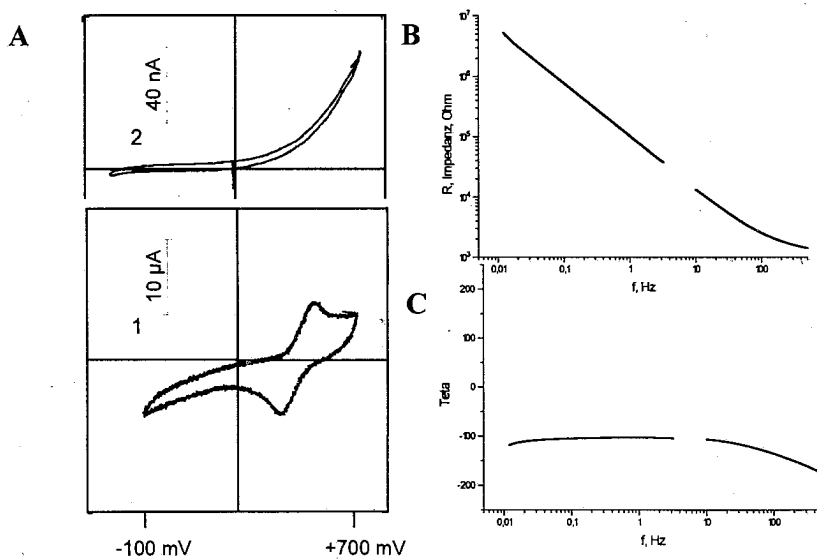 A
40 nA
2
10 µA
1
-100 mV
+700 mV
B
R, Impedanz, Ohm
10⁷
10⁶
10⁵
10⁴
10³
0,01
0,1
1
10
100
f, Hz
C
Teta
200
100
0
-100
-200
0,01
0,1
1
10
100
f, Hz